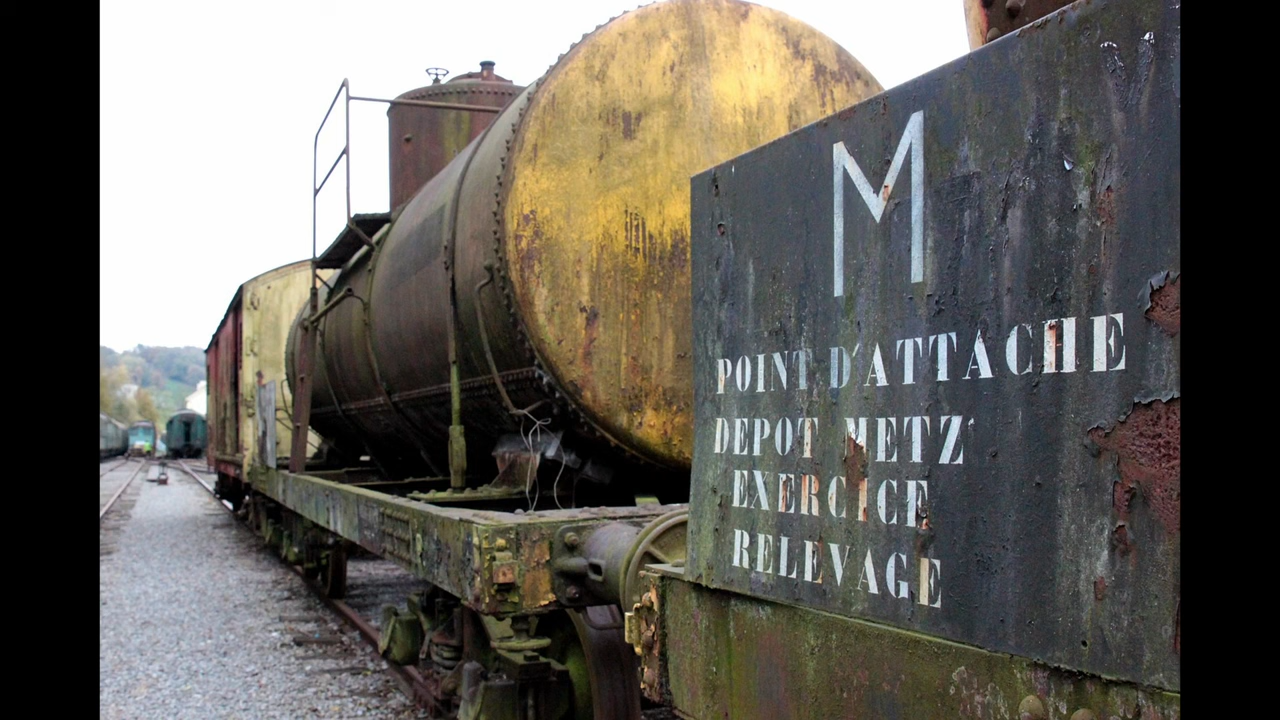 M
POINT D'ATTACHE
DEPOT METZ
EXERCICE
RELEVAGE